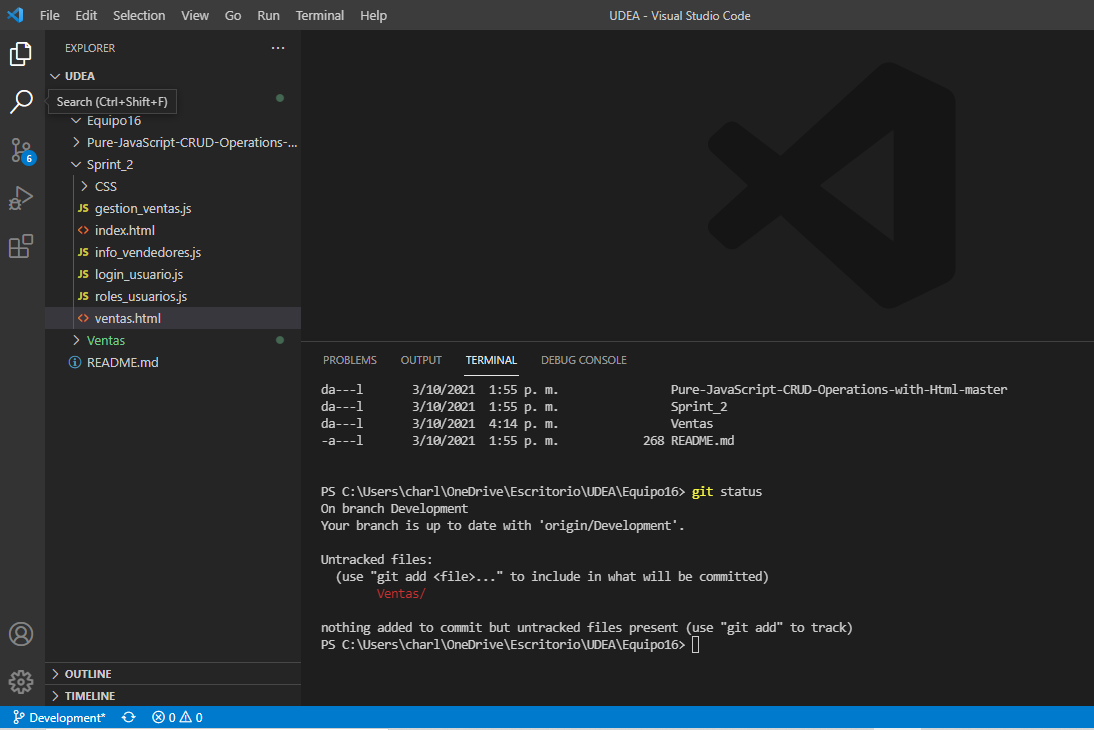 File Edit Selection View Go Run Terminal Help UDEA - Visual Studio Code
EXPLORER ···
UDEA
Search (Ctrl+Shift+F)
Equipo16
Pure-JavaScript-CRUD-Operations-...
6
Sprint_2
CSS
JS gestion_ventas.js
<> index.html
JS info_vendedores.js
JS login_usuario.js
JS roles_usuarios.js
<> ventas.html
Ventas
README.md
OUTLINE
TIMELINE
PROBLEMS OUTPUT TERMINAL DEBUG CONSOLE
da---l 3/10/2021 1:55 p. m. Pure-JavaScript-CRUD-Operations-with-Html-master
da---l 3/10/2021 1:55 p. m. Sprint_2
da---l 3/10/2021 4:14 p. m. Ventas
-a---l 3/10/2021 1:55 p. m. 268 README.md
PS C:\Users\charl\OneDrive\Escritorio\UDEA\Equipo16> git status
On branch Development
Your branch is up to date with 'origin/Development'.
Untracked files:
(use "git add <file>..." to include in what will be committed)
Ventas/
nothing added to commit but untracked files present (use "git add" to track)
PS C:\Users\charl\OneDrive\Escritorio\UDEA\Equipo16>
Development* 0 0